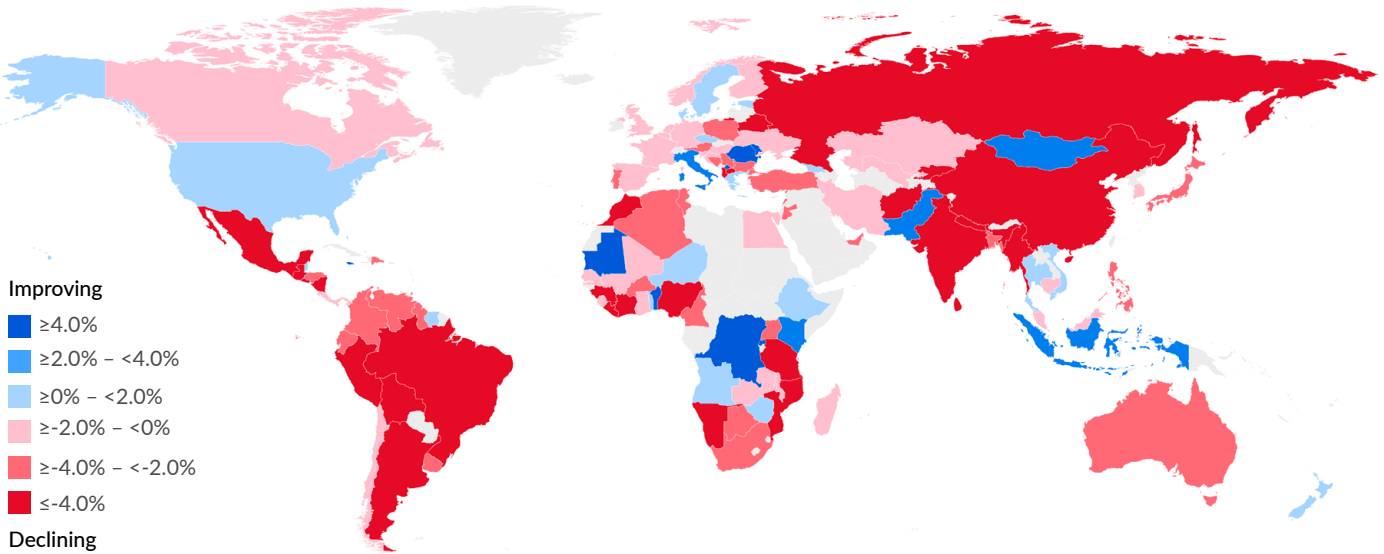 Improving
≥4.0%
≥2.0% – <4.0%
≥0% – <2.0%
≥-2.0% – <0%
≥-4.0% – <-2.0%
≤-4.0%
Declining